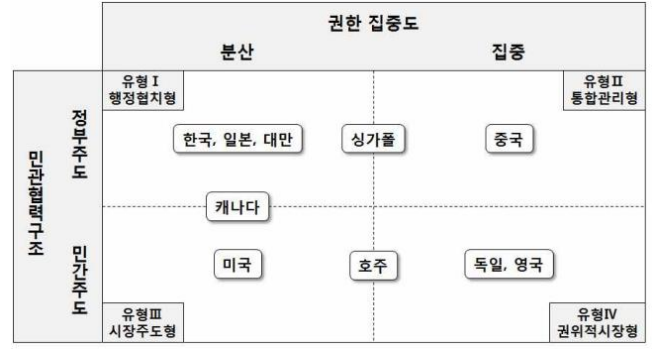 권한 집중도
분산 집중
유형 Ⅰ
행정협치형
유형Ⅱ
통합관리형
민관협력구조
정부주도
한국, 일본, 대만
싱가폴
중국
캐나다
민간주도
미국
호주
독일, 영국
유형Ⅲ
시장주도형
유형Ⅳ
권위적시장형